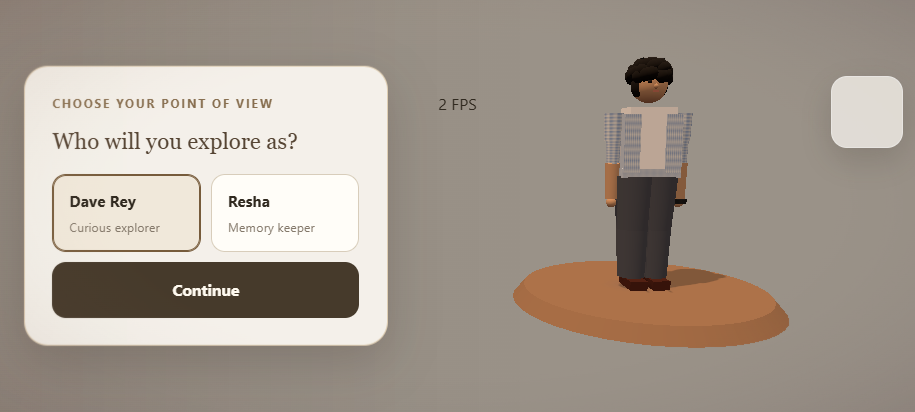 CHOOSE YOUR POINT OF VIEW
Who will you explore as?
Dave Rey
Curious explorer
Resha
Memory keeper
Continue
2 FPS